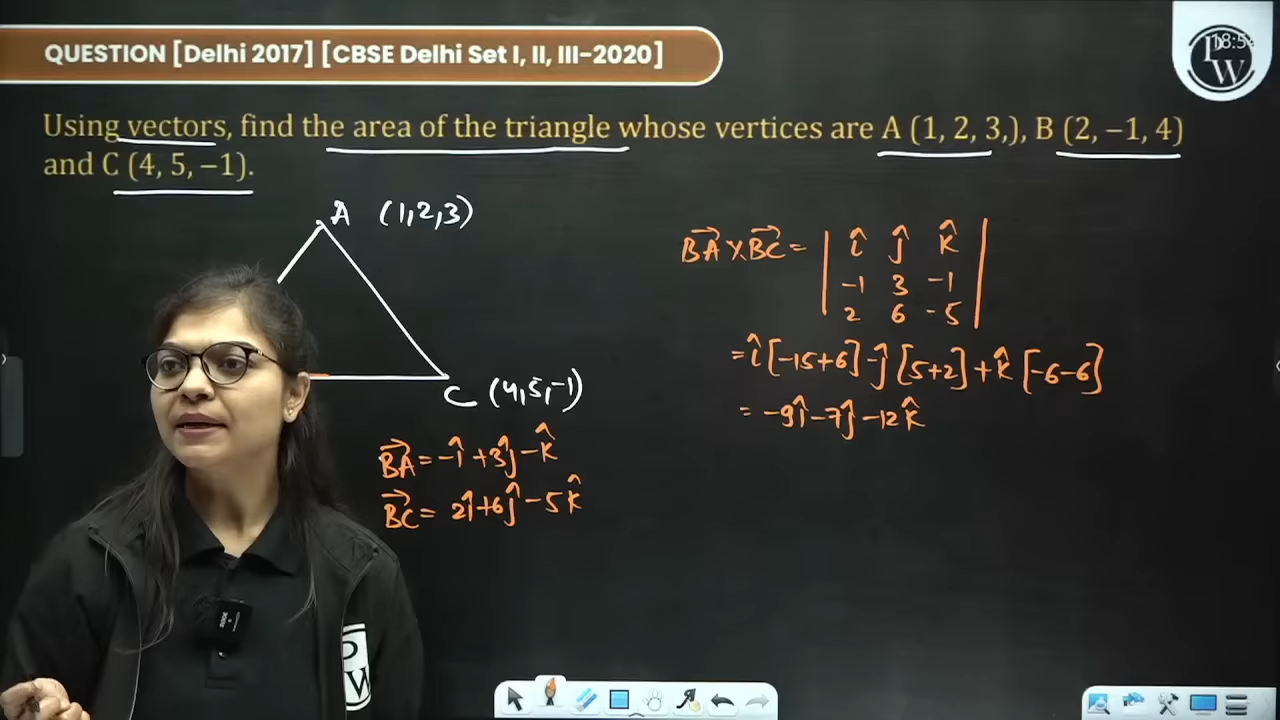 QUESTION [Delhi 2017] [CBSE Delhi Set I, II, III-2020]
18:5
P
W
Using vectors, find the area of the triangle whose vertices are A (1, 2, 3,), B (2, −1, 4)
and C (4, 5, −1).
A (1,2,3)
C (4,5,-1)
BA⃗ = -î+3ĵ-k̂
BC⃗ = 2î+6ĵ-5k̂
BA⃗ × BC⃗ = | î ĵ k̂ |
-1 3 -1
2 6 -5
= î[-15+6]-ĵ[5+2]+k̂[-6-6]
= -9î-7ĵ-12k̂
P
W